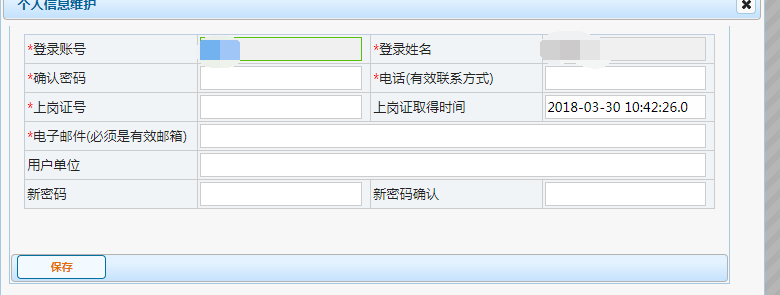 个人信息维护
*登录账号 *登录姓名
*确认密码 *电话(有效联系方式)
*上岗证号 上岗证取得时间 2018-03-30 10:42:26.0
*电子邮件(必须是有效邮箱)
用户单位
新密码 新密码确认
保存